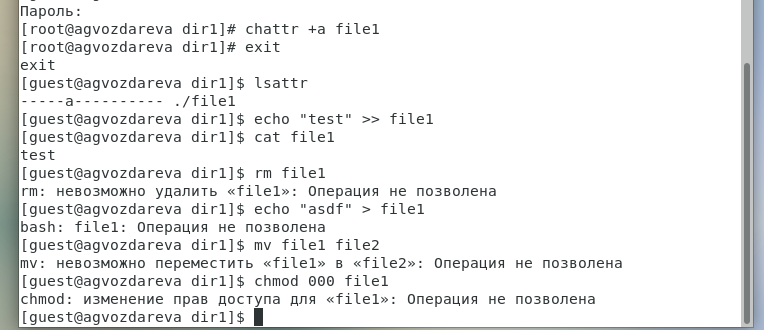 Пароль:
[root@agvozdareva dir1]# chattr +a file1
[root@agvozdareva dir1]# exit
exit
[guest@agvozdareva dir1]$ lsattr
-----a---------- ./file1
[guest@agvozdareva dir1]$ echo "test" >> file1
[guest@agvozdareva dir1]$ cat file1
test
[guest@agvozdareva dir1]$ rm file1
rm: невозможно удалить «file1»: Операция не позволена
[guest@agvozdareva dir1]$ echo "asdf" > file1
bash: file1: Операция не позволена
[guest@agvozdareva dir1]$ mv file1 file2
mv: невозможно переместить «file1» в «file2»: Операция не позволена
[guest@agvozdareva dir1]$ chmod 000 file1
chmod: изменение прав доступа для «file1»: Операция не позволена
[guest@agvozdareva dir1]$